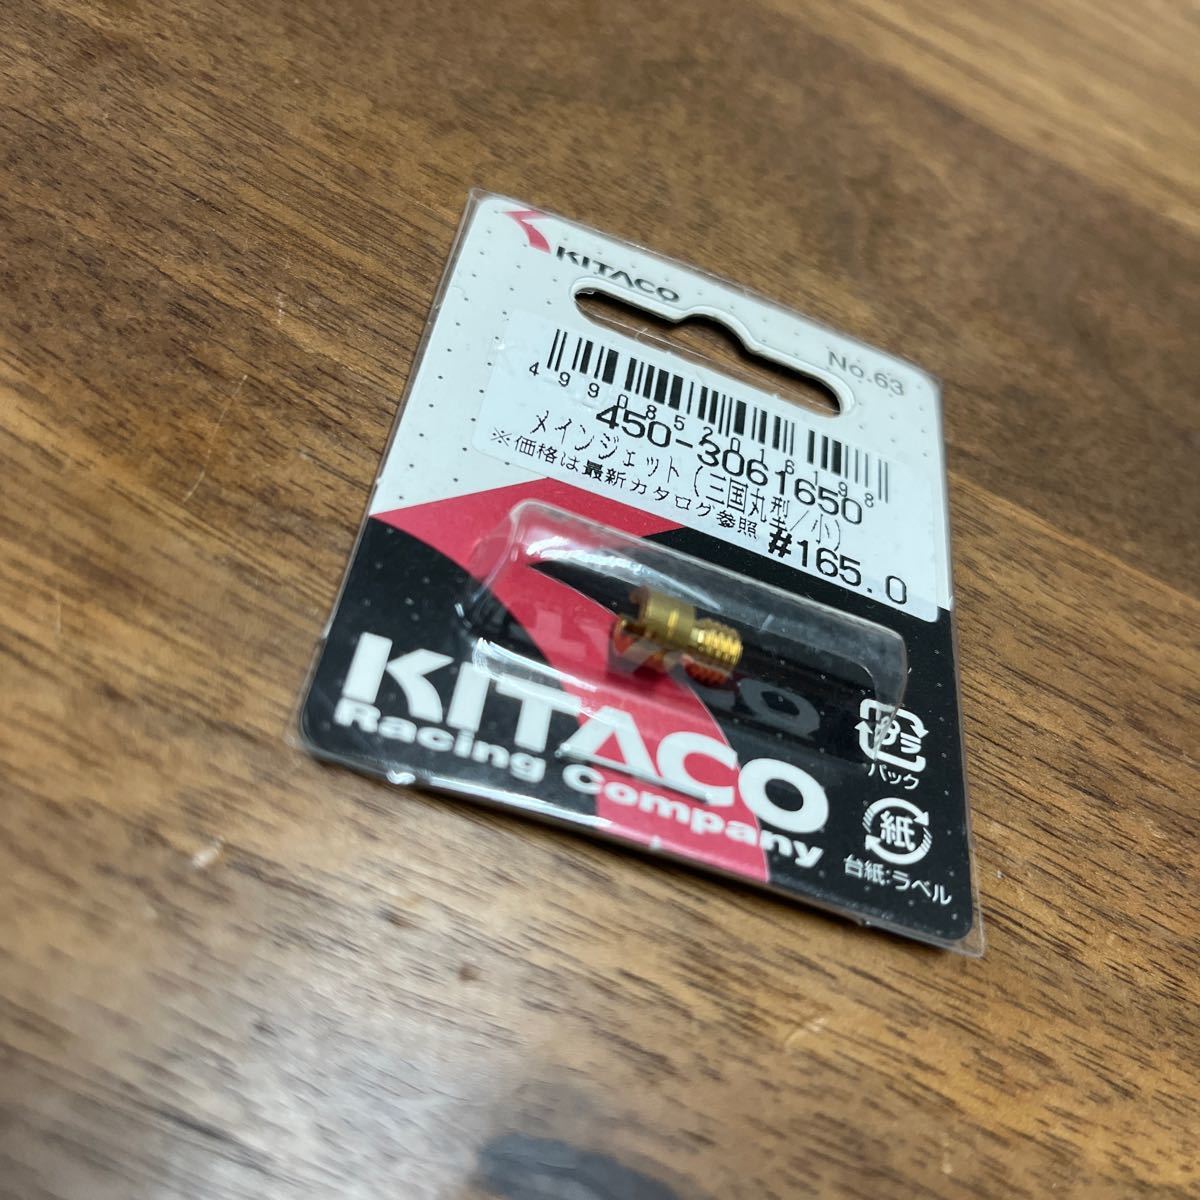 KITACO
No.63
4990852016198
450-3061650
メインジェット(三国丸型/小)
※価格は最新カタログ参照
#165.0
KITACO
Racing Company
プラ
パック
紙
台紙:ラベル